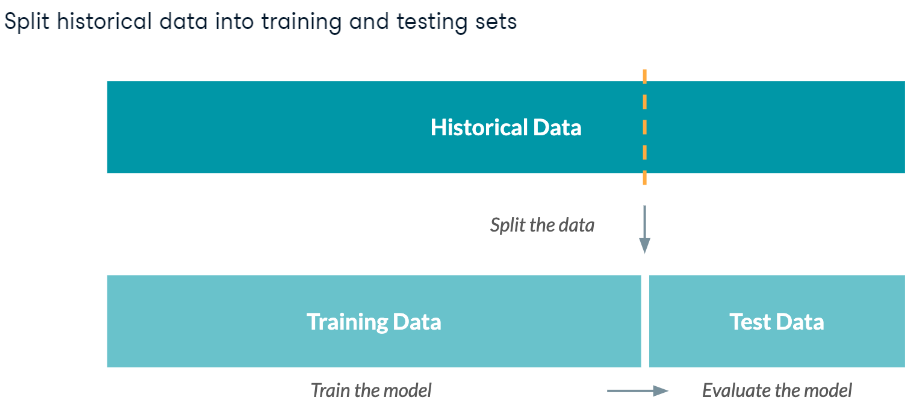 Split historical data into training and testing sets
Historical Data
Split the data
Training Data
Test Data
Train the model
Evaluate the model